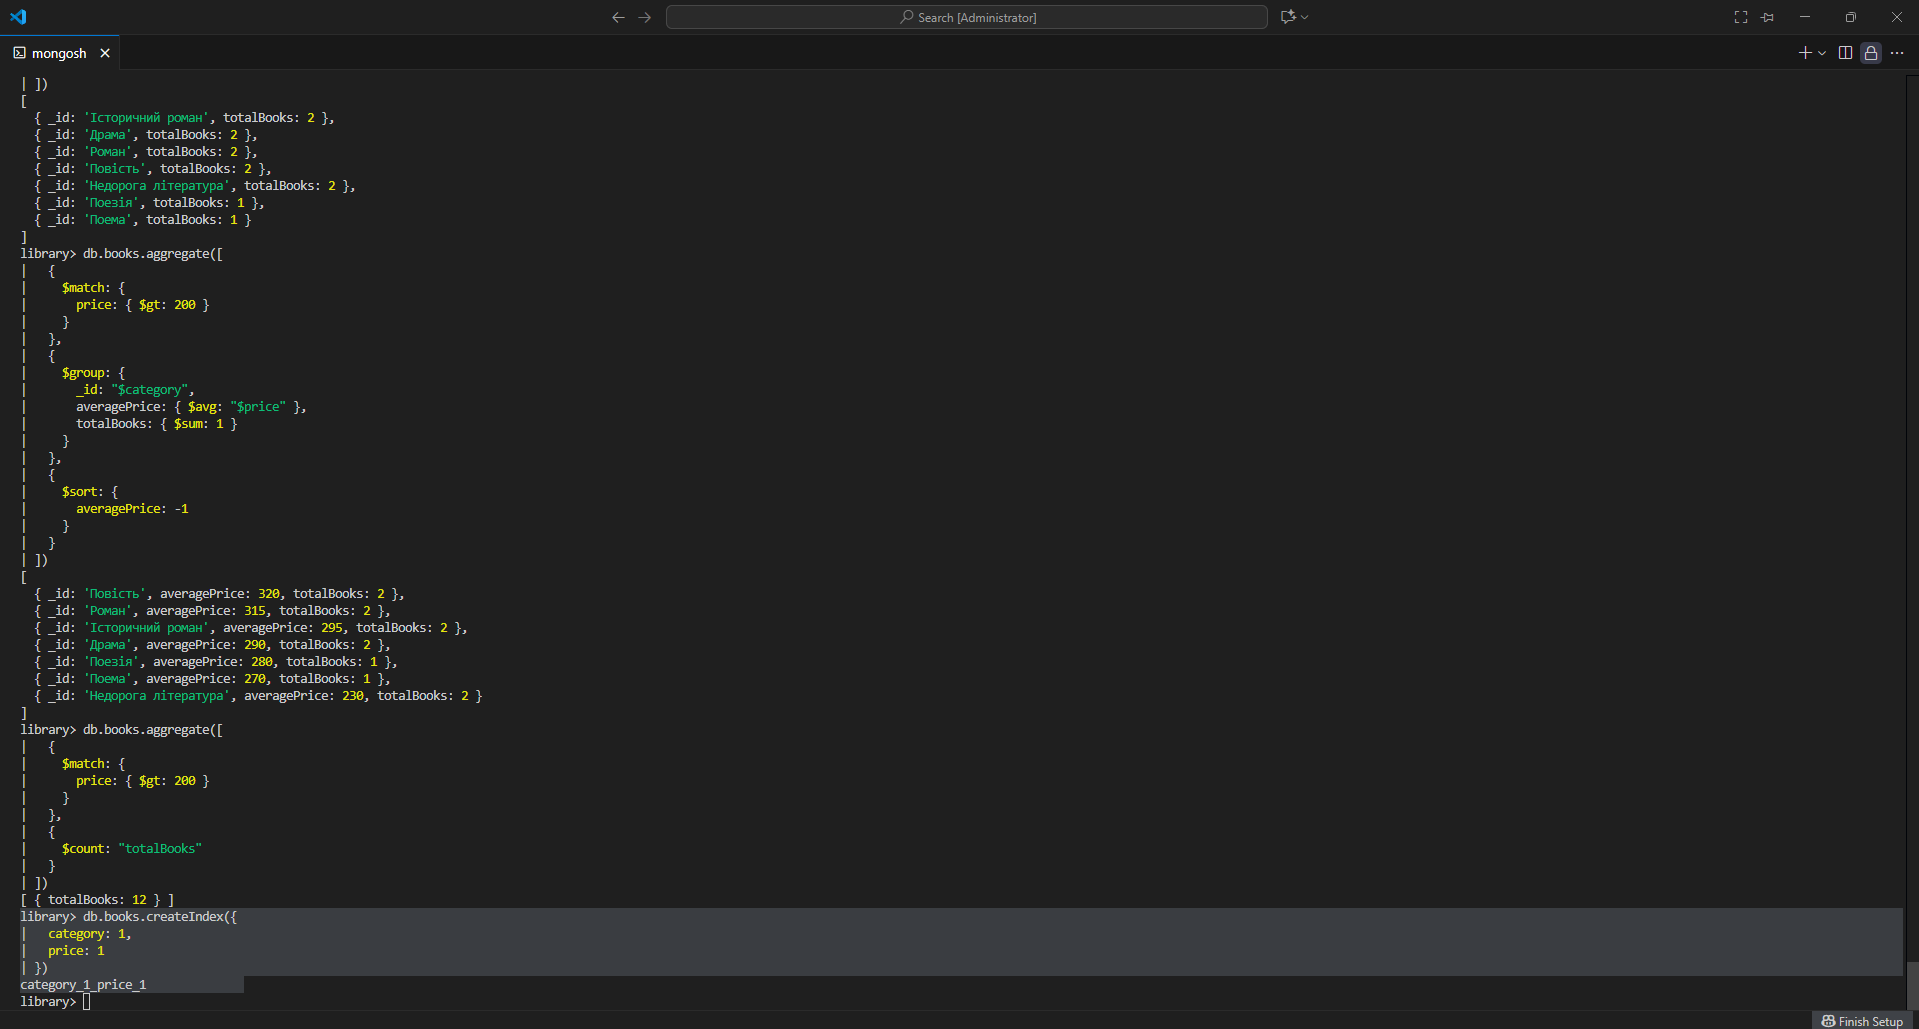 Search [Administrator]
mongosh
| ])
[
  { _id: 'Історичний роман', totalBooks: 2 },
  { _id: 'Драма', totalBooks: 2 },
  { _id: 'Роман', totalBooks: 2 },
  { _id: 'Повість', totalBooks: 2 },
  { _id: 'Недорога література', totalBooks: 2 },
  { _id: 'Поезія', totalBooks: 1 },
  { _id: 'Поема', totalBooks: 1 }
]
library> db.books.aggregate([
|   {
|     $match: {
|       price: { $gt: 200 }
|     }
|   },
|   {
|     $group: {
|       _id: "$category",
|       averagePrice: { $avg: "$price" },
|       totalBooks: { $sum: 1 }
|     }
|   },
|   {
|     $sort: {
|       averagePrice: -1
|     }
|   }
| ])
[
  { _id: 'Повість', averagePrice: 320, totalBooks: 2 },
  { _id: 'Роман', averagePrice: 315, totalBooks: 2 },
  { _id: 'Історичний роман', averagePrice: 295, totalBooks: 2 },
  { _id: 'Драма', averagePrice: 290, totalBooks: 2 },
  { _id: 'Поезія', averagePrice: 280, totalBooks: 1 },
  { _id: 'Поема', averagePrice: 270, totalBooks: 1 },
  { _id: 'Недорога література', averagePrice: 230, totalBooks: 2 }
]
library> db.books.aggregate([
|   {
|     $match: {
|       price: { $gt: 200 }
|     }
|   },
|   {
|     $count: "totalBooks"
|   }
| ])
[ { totalBooks: 12 } ]
library> db.books.createIndex({
|   category: 1,
|   price: 1
| })
category_1_price_1
library>
Finish Setup